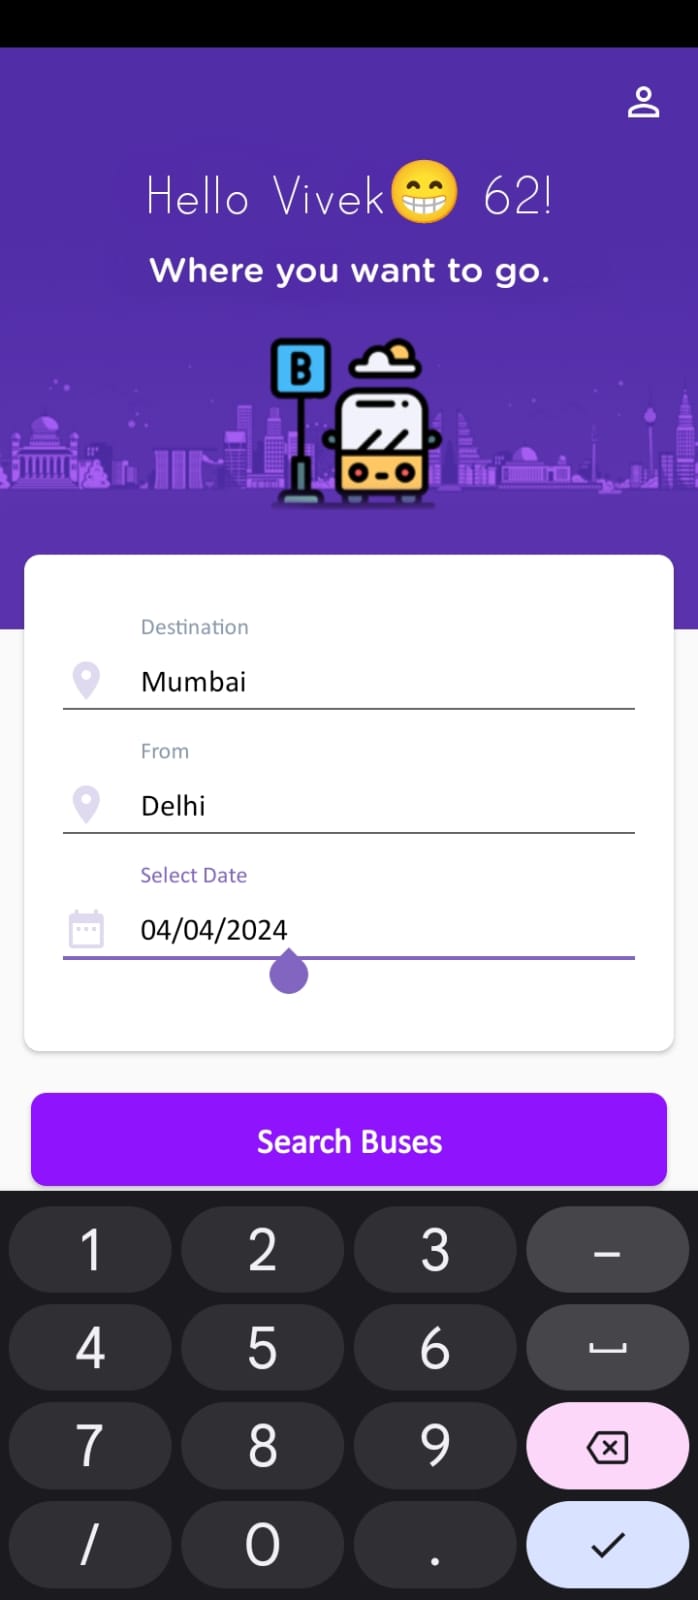 Hello Vivek😁 62!
Where you want to go.
B
Destination
Mumbai
From
Delhi
Select Date
04/04/2024
Search Buses
1 2 3 –
4 5 6
7 8 9
/ 0 .